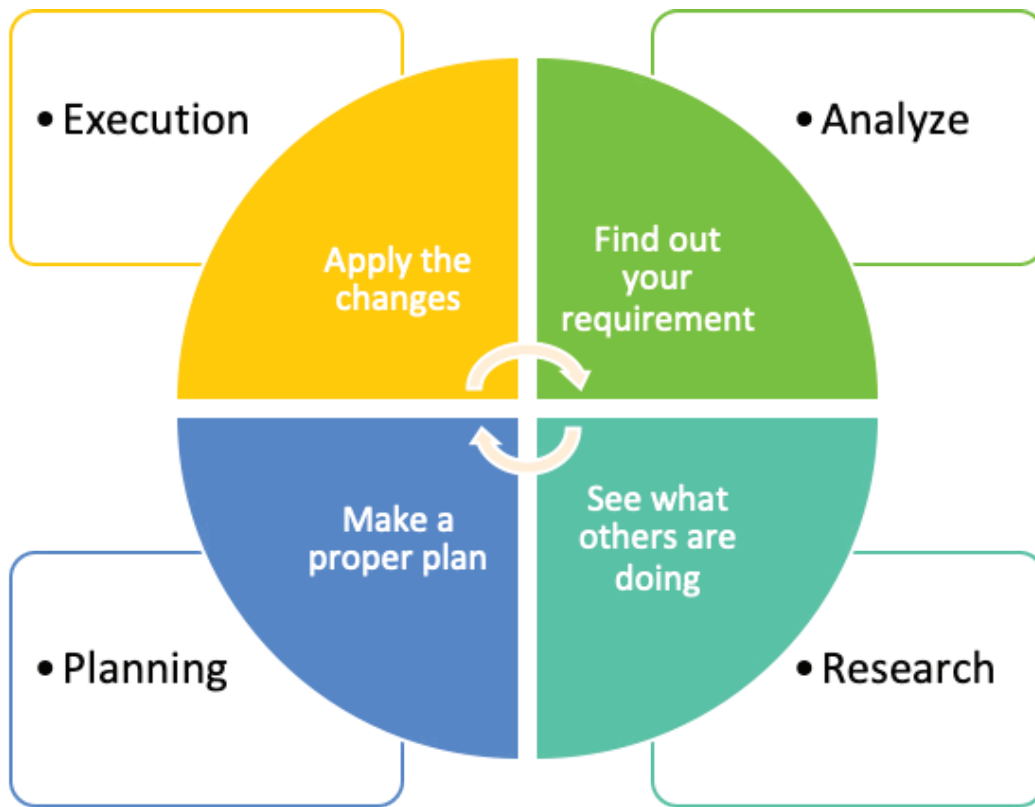 • Execution
• Analyze
Apply the
changes
Find out
your
requirement
Make a
proper plan
See what
others are
doing
• Planning
• Research